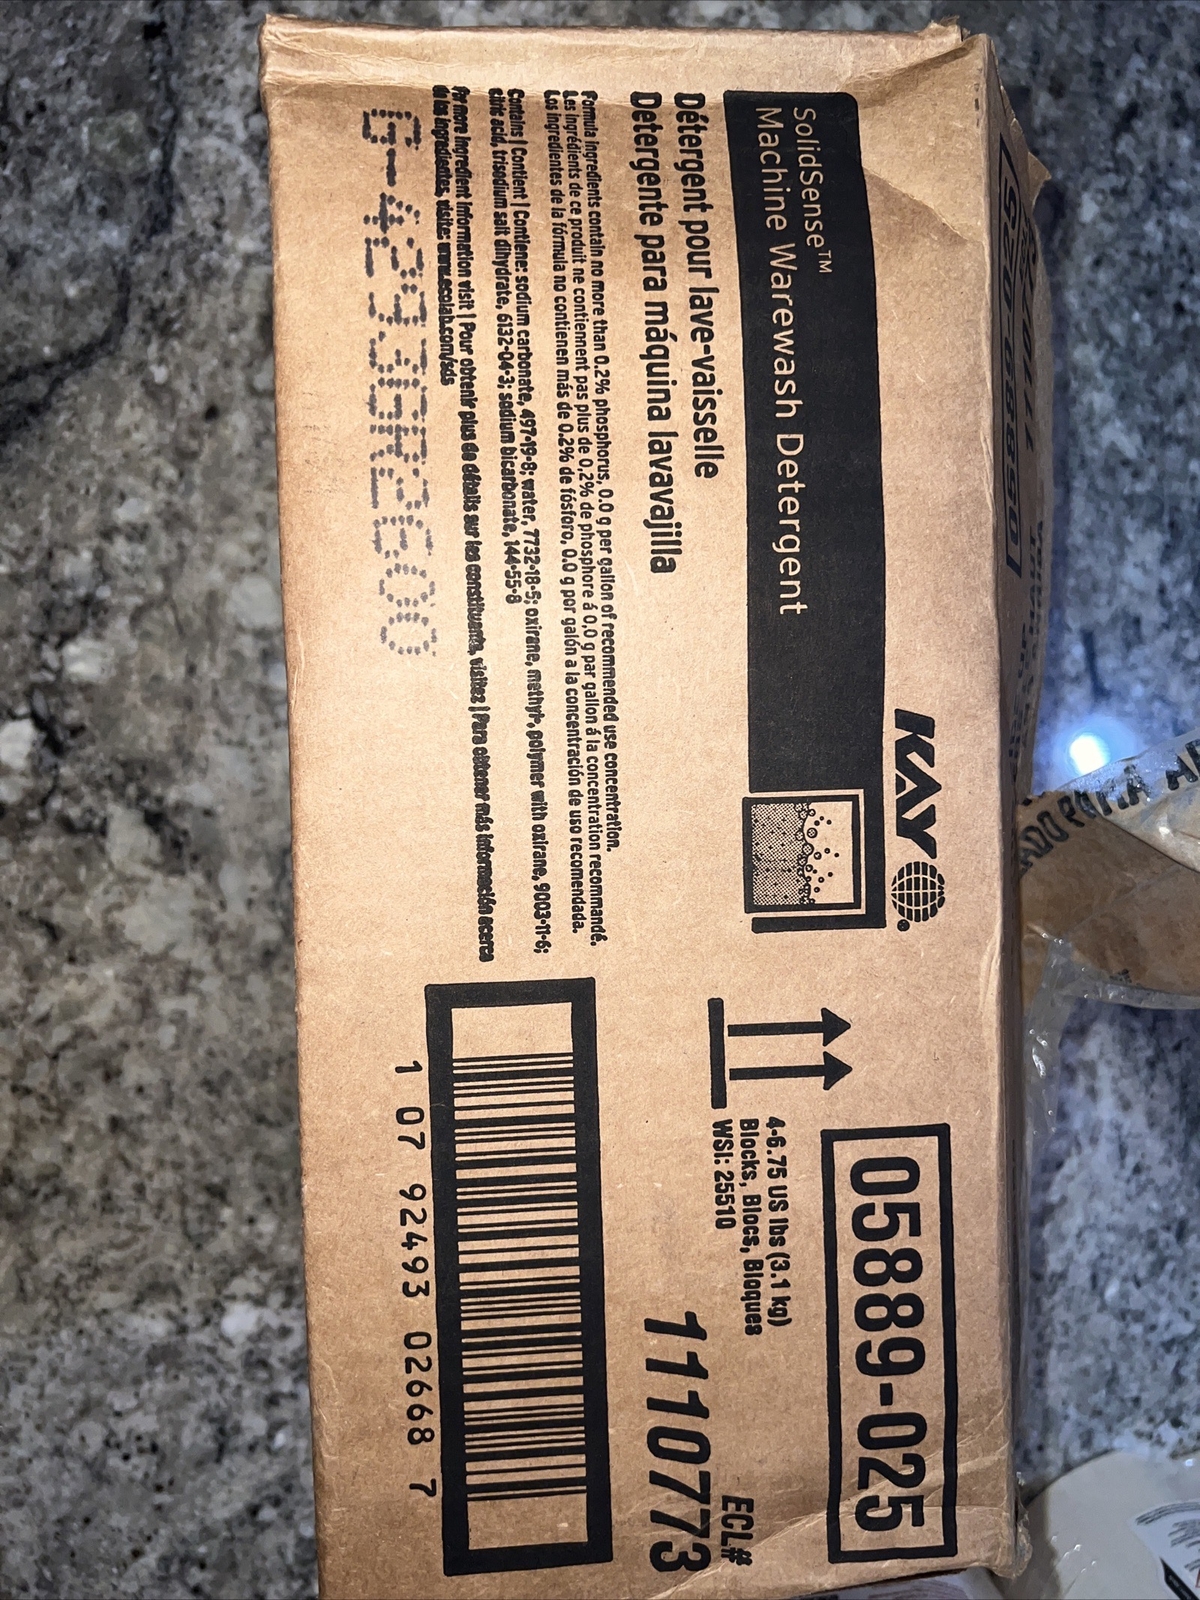 KAY
SolidSense™
Machine Warewash Detergent
Détergent pour lave-vaisselle
Detergente para máquina lavavajilla
Formula ingredients contain no more than 0.2% phosphorus, 0.0 g per gallon of recommended use concentration.
Les ingrédients de ce produit ne contiennent pas plus de 0,2% de phosphore á 0,0 g par gallon á la concentration recommandé.
Los ingredientes de la fórmula no contienen más de 0.2% de fósforo, 0.0 g por galón a la concentración de uso recomendada.
Contains | Contient | Contiene: sodium carbonate, 497-19-8; water, 7732-18-5; oxirane, methyl-, polymer with oxirane, 9003-11-6;
citric acid, trisodium salt dihydrate, 6132-04-3; sodium bicarbonate, 144-55-8
For more ingredient information visit | Pour obtenir plus de détails sur les constituants, visitez | Para obtener más información acerca
de los ingredientes, visite: www.ecolab.com/sds
05889-025
4-6.75 US lbs (3.1 kg)
Blocks, Blocs, Bloques
WSI: 25510
ECL#
1110773
1 07 92493 02668 7